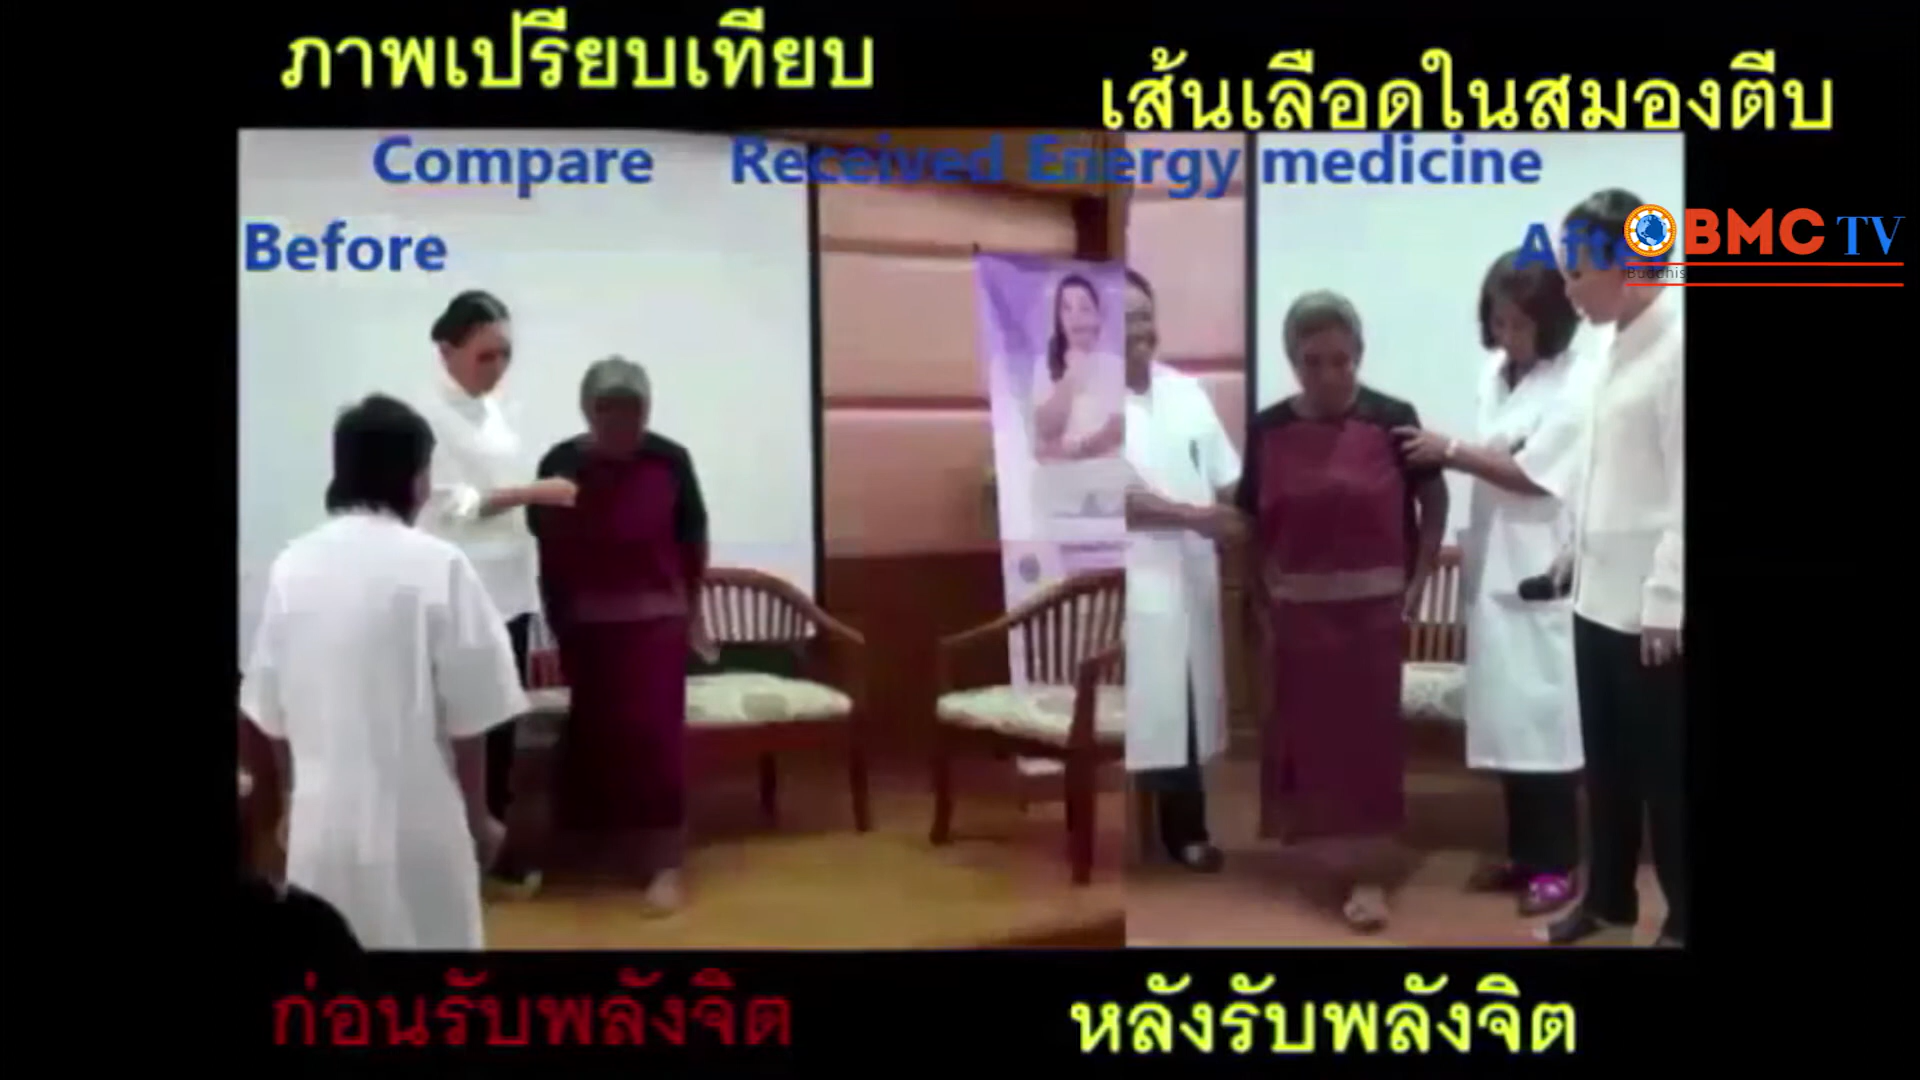 ภาพเปรียบเทียบ
เส้นเลือดในสมองตีบ
Compare Received Energy medicine
Before
After
BMC TV
Buddhis
ก่อนรับพลังจิต
หลังรับพลังจิต